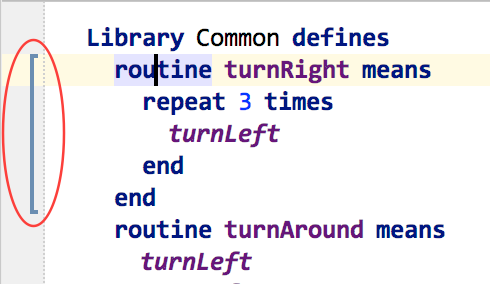 Library Common defines
routine turnRight means
repeat 3 times
turnLeft
end
end
routine turnAround means
turnLeft